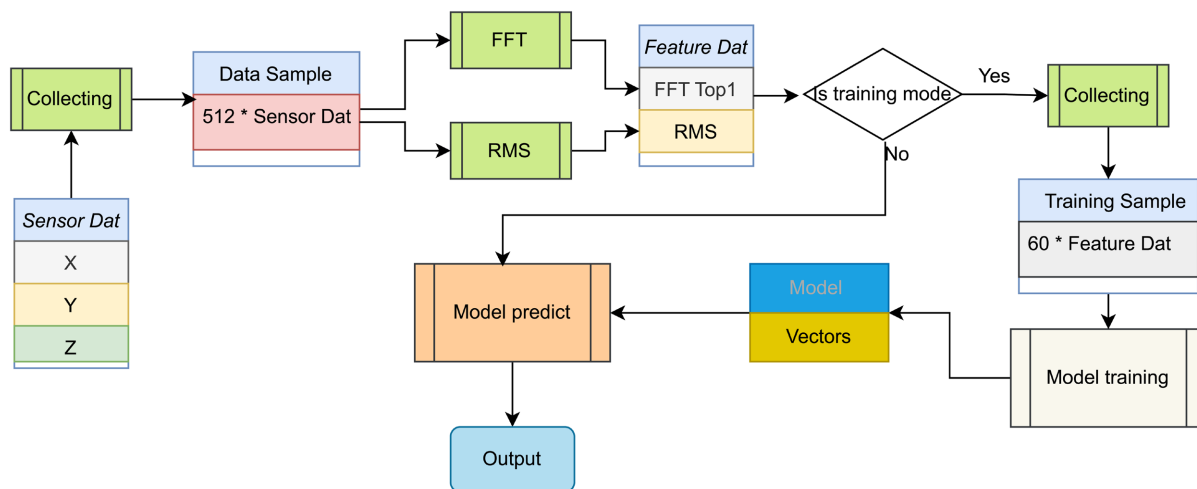 FFT
Feature Dat
Data Sample
Collecting
512 * Sensor Dat
FFT Top1
Is training mode
Yes
Collecting
RMS
RMS
No
Sensor Dat
X
Y
Z
Training Sample
60 * Feature Dat
Model predict
Model
Vectors
Model training
Output